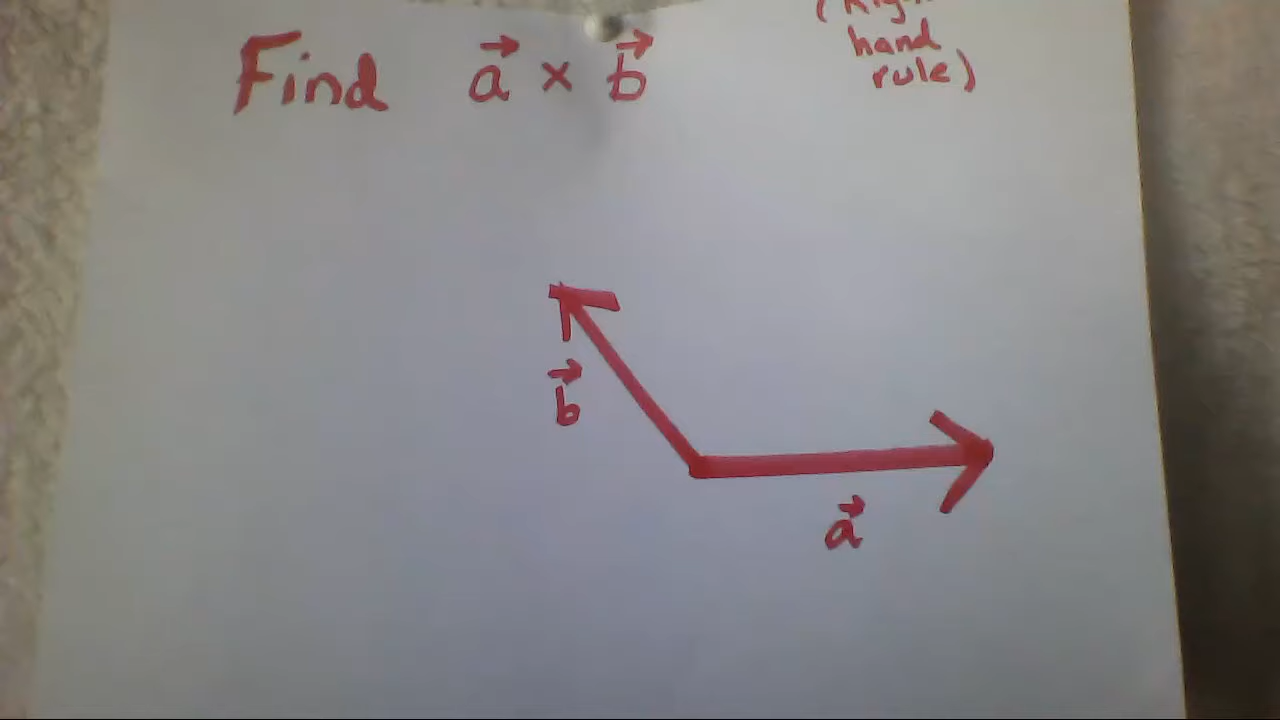 Find a⃗ × b⃗
hand
rule)
b⃗
a⃗